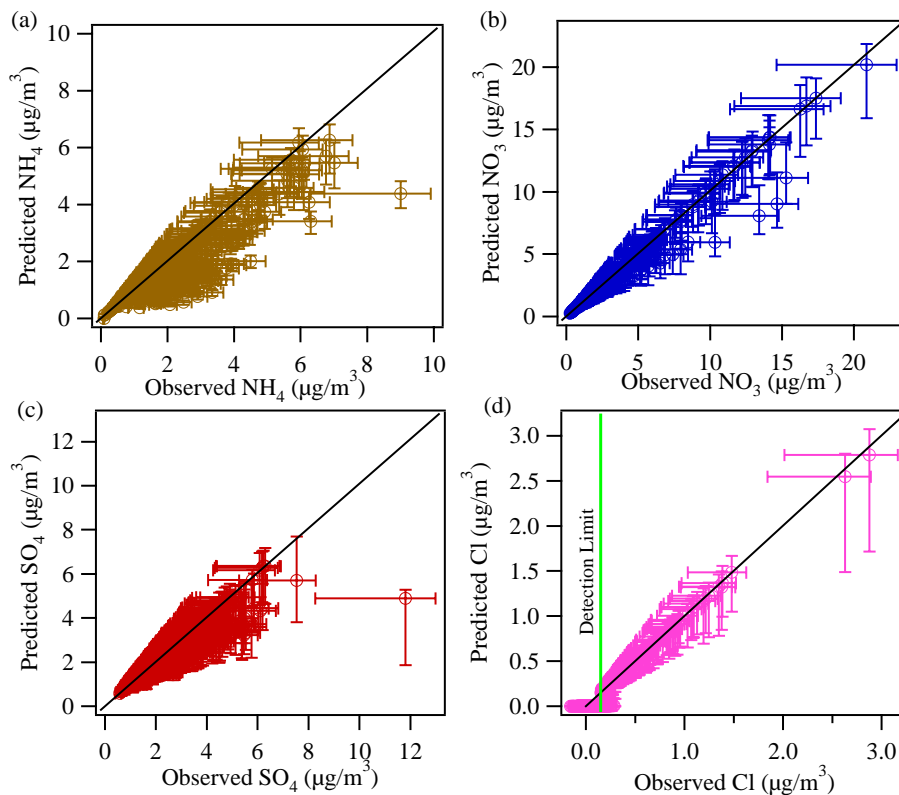 (a)
10
8
6
4
2
0
Predicted NH₄ (µg/m³)
0 2 4 6 8 10
Observed NH₄ (µg/m³)
(b)
20
15
10
5
0
Predicted NO₃ (µg/m³)
0 5 10 15 20
Observed NO₃ (µg/m³)
(c)
12
10
8
6
4
2
0
Predicted SO₄ (µg/m³)
0 2 4 6 8 10 12
Observed SO₄ (µg/m³)
(d)
3.0
2.5
2.0
1.5
1.0
0.5
0.0
Predicted Cl (µg/m³)
Detection Limit
0.0 1.0 2.0 3.0
Observed Cl (µg/m³)